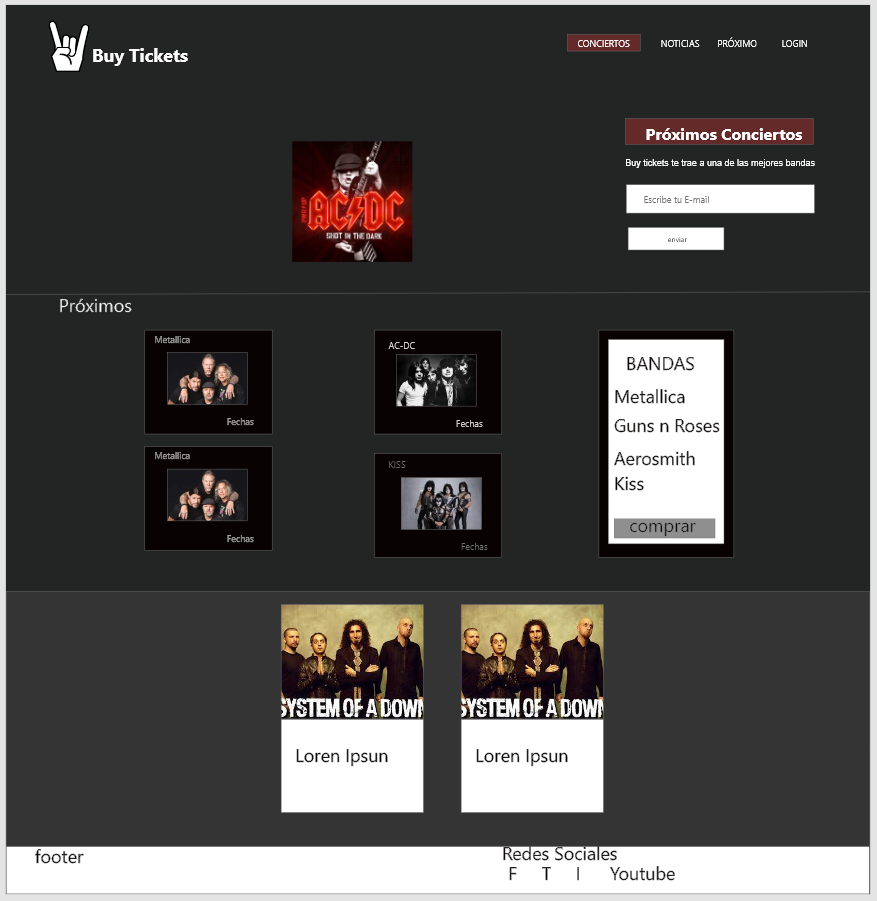 Buy Tickets
CONCIERTOS NOTICIAS PRÓXIMO LOGIN
Próximos Conciertos
Buy tickets te trae a una de las mejores bandas
Escribe tu E-mail
enviar
AC/DC
SHOT IN THE DARK
Próximos
Metallica
Fechas
AC-DC
Fechas
Metallica
Fechas
KISS
Fechas
BANDAS
Metallica
Guns n Roses
Aerosmith
Kiss
comprar
SYSTEM OF A DOWN
Loren Ipsun
SYSTEM OF A DOWN
Loren Ipsun
footer
Redes Sociales
F T I Youtube